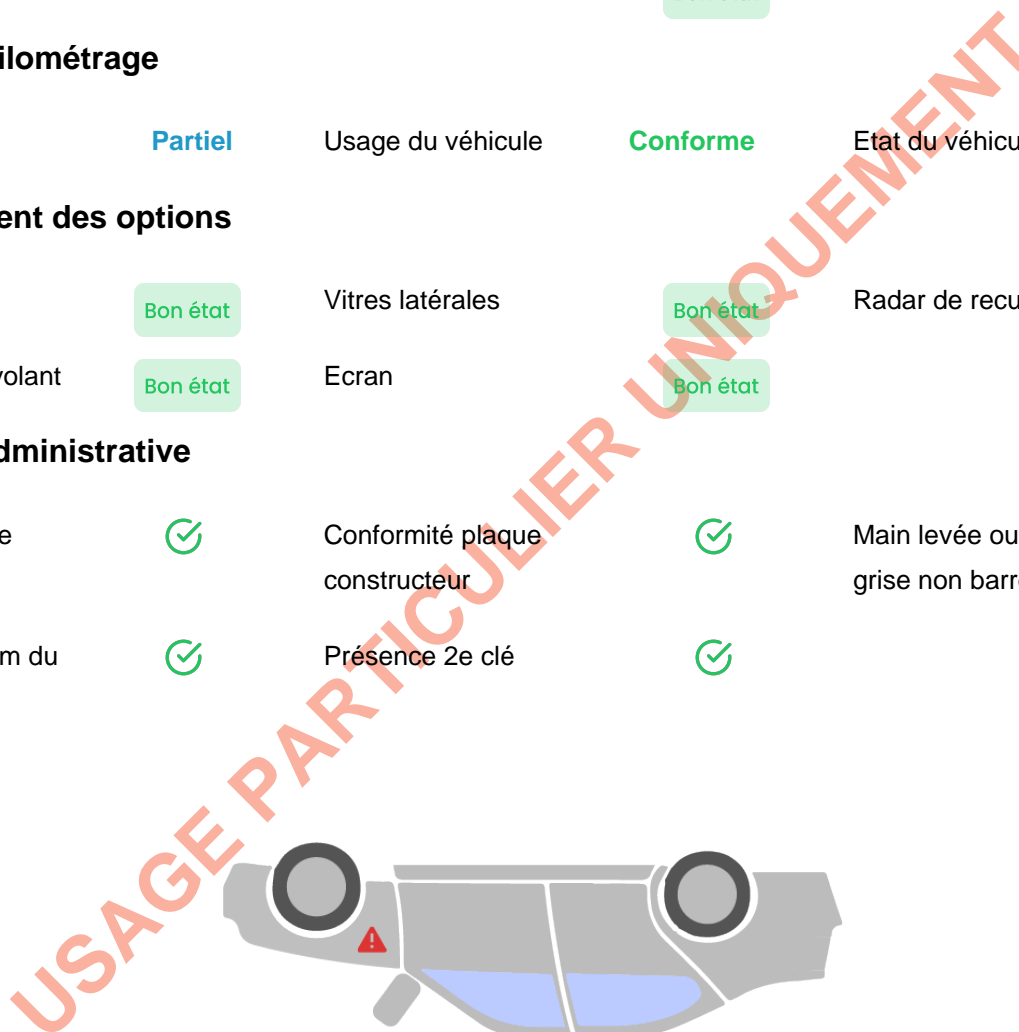 ilométrage
Partiel Usage du véhicule Conforme Etat du véhicu
ent des options
Bon état Vitres latérales Bon état Radar de recu
volant Bon état Ecran Bon état
dministrative
e Conformité plaque Main levée ou
constructeur grise non barr
m du Présence 2e clé
USAGE PARTICULIER UNIQUEMENT